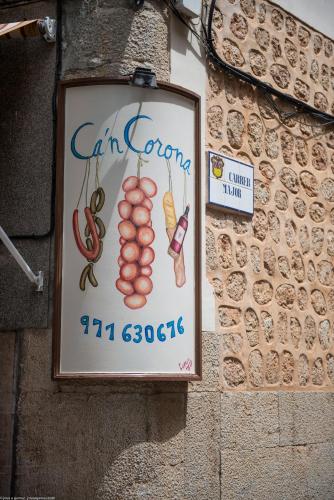 Ca'n Corona
CARRER
MAJOR
971 630676